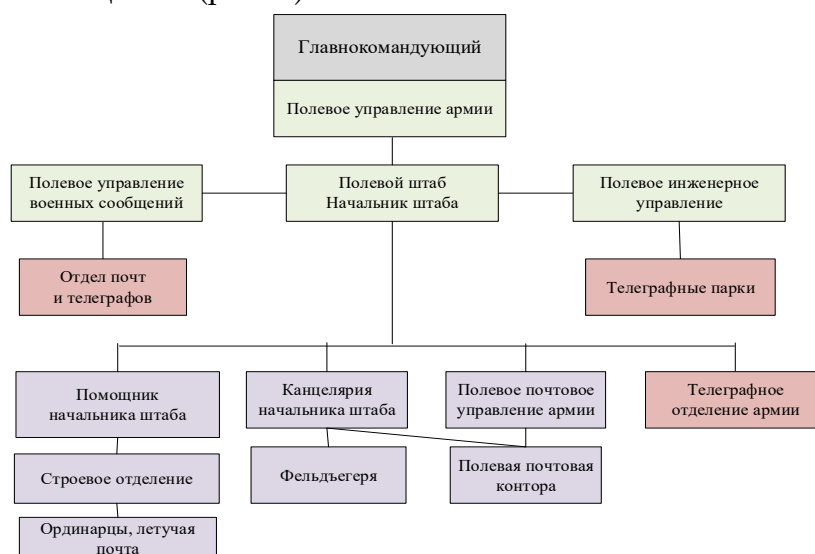 Главнокомандующий
Полевое управление армии
Полевое управление
военных сообщений
Полевой штаб
Начальник штаба
Полевое инженерное
управление
Отдел почт
и телеграфов
Телеграфные парки
Помощник
начальника штаба
Канцелярия
начальника штаба
Полевое почтовое
управление армии
Телеграфное
отделение армии
Строевое отделение
Фельдъегеря
Полевая почтовая
контора
Ординарцы, летучая
почта